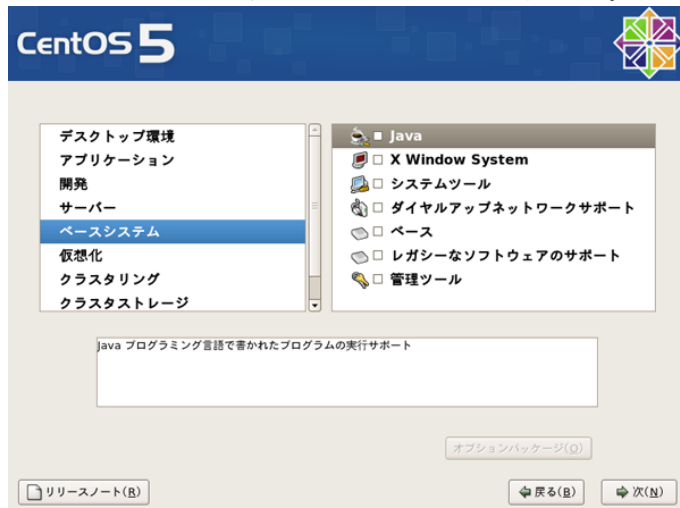 CentOS 5
デスクトップ環境
アプリケーション
開発
サーバー
ベースシステム
仮想化
クラスタリング
クラスタストレージ
Java
X Window System
システムツール
ダイヤルアップネットワークサポート
ベース
レガシーなソフトウェアのサポート
管理ツール
Java プログラミング言語で書かれたプログラムの実行サポート
オプションパッケージ(O)
リリースノート(R)
戻る(B)
次(N)